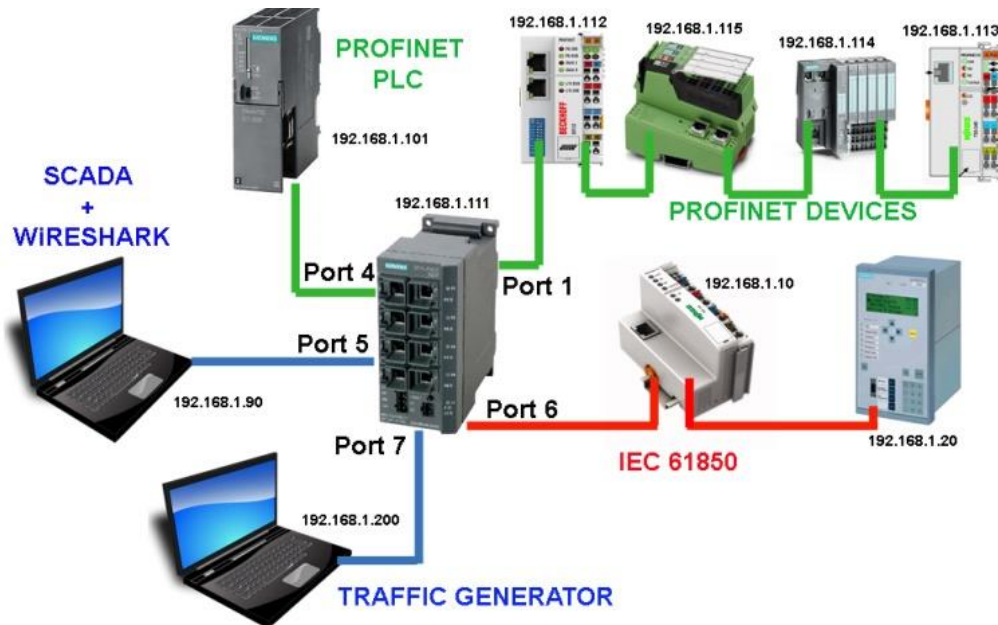 192.168.1.112
192.168.1.115
192.168.1.114
192.168.1.113
PROFINET
PLC
SIEMENS
192.168.1.101
BECKHOFF
PROFINET DEVICES
SCADA
+
WiRESHARK
192.168.1.111
SIEMENS
Port 4
Port 1
192.168.1.10
Port 5
192.168.1.90
Port 6
192.168.1.20
Port 7
IEC 61850
192.168.1.200
TRAFFIC GENERATOR